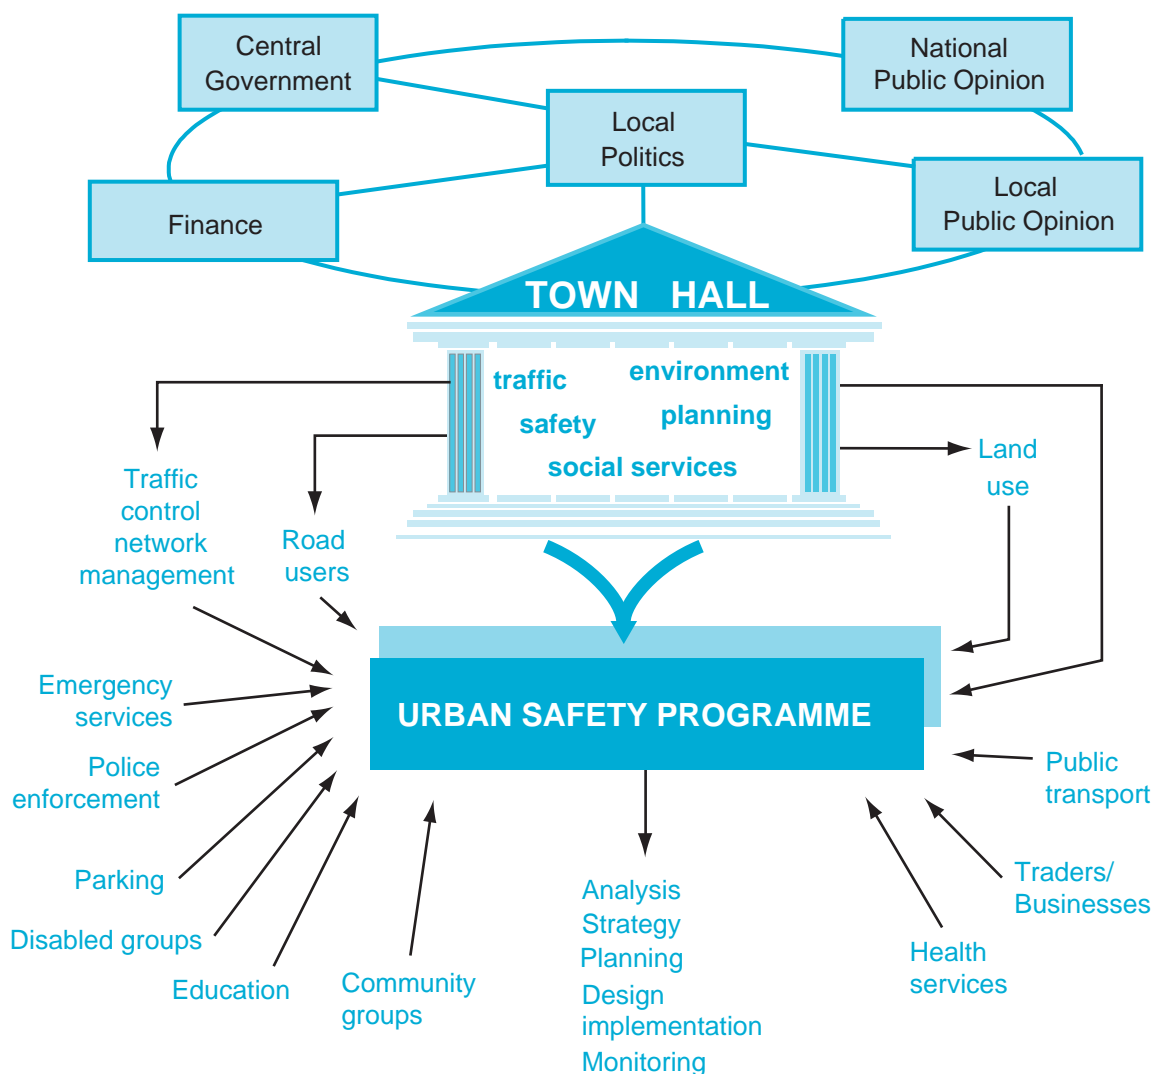 Central
Government
National
Public Opinion
Local
Politics
Finance
Local
Public Opinion
TOWN HALL
traffic
environment
safety
planning
social services
Traffic
control
network
management
Road
users
Land
use
URBAN SAFETY PROGRAMME
Emergency
services
Police
enforcement
Parking
Disabled groups
Education
Community
groups
Analysis
Strategy
Planning
Design
implementation
Monitoring
Health
services
Traders/
Businesses
Public
transport